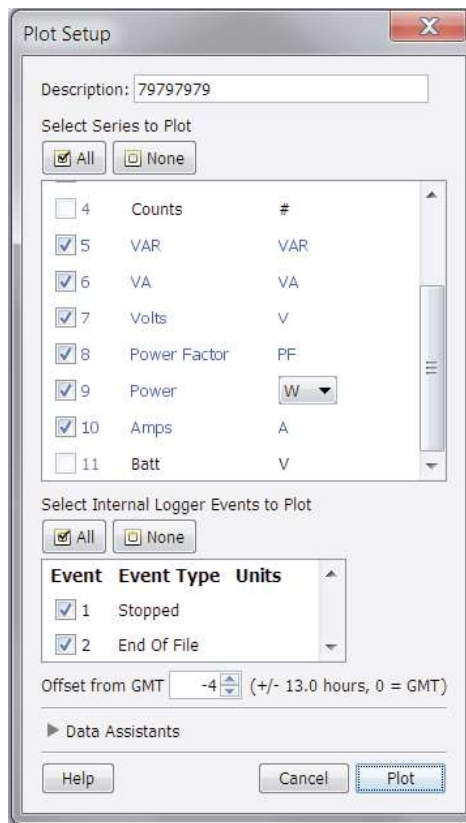 Plot Setup
Description: 79797979
Select Series to Plot
All None
4 Counts #
5 VAR VAR
6 VA VA
7 Volts V
8 Power Factor PF
9 Power W
10 Amps A
11 Batt V
Select Internal Logger Events to Plot
All None
Event Event Type Units
1 Stopped
2 End Of File
Offset from GMT -4 (+/- 13.0 hours, 0 = GMT)
Data Assistants
Help Cancel Plot